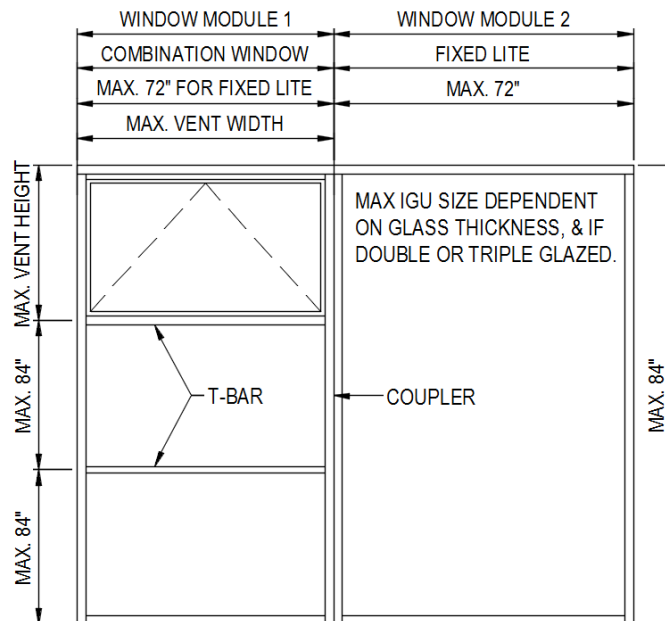 WINDOW MODULE 1
WINDOW MODULE 2
COMBINATION WINDOW
FIXED LITE
MAX. 72" FOR FIXED LITE
MAX. 72"
MAX. VENT WIDTH
MAX. VENT HEIGHT
MAX IGU SIZE DEPENDENT
ON GLASS THICKNESS, & IF
DOUBLE OR TRIPLE GLAZED.
MAX. 84"
T-BAR
COUPLER
MAX. 84"
MAX. 84"